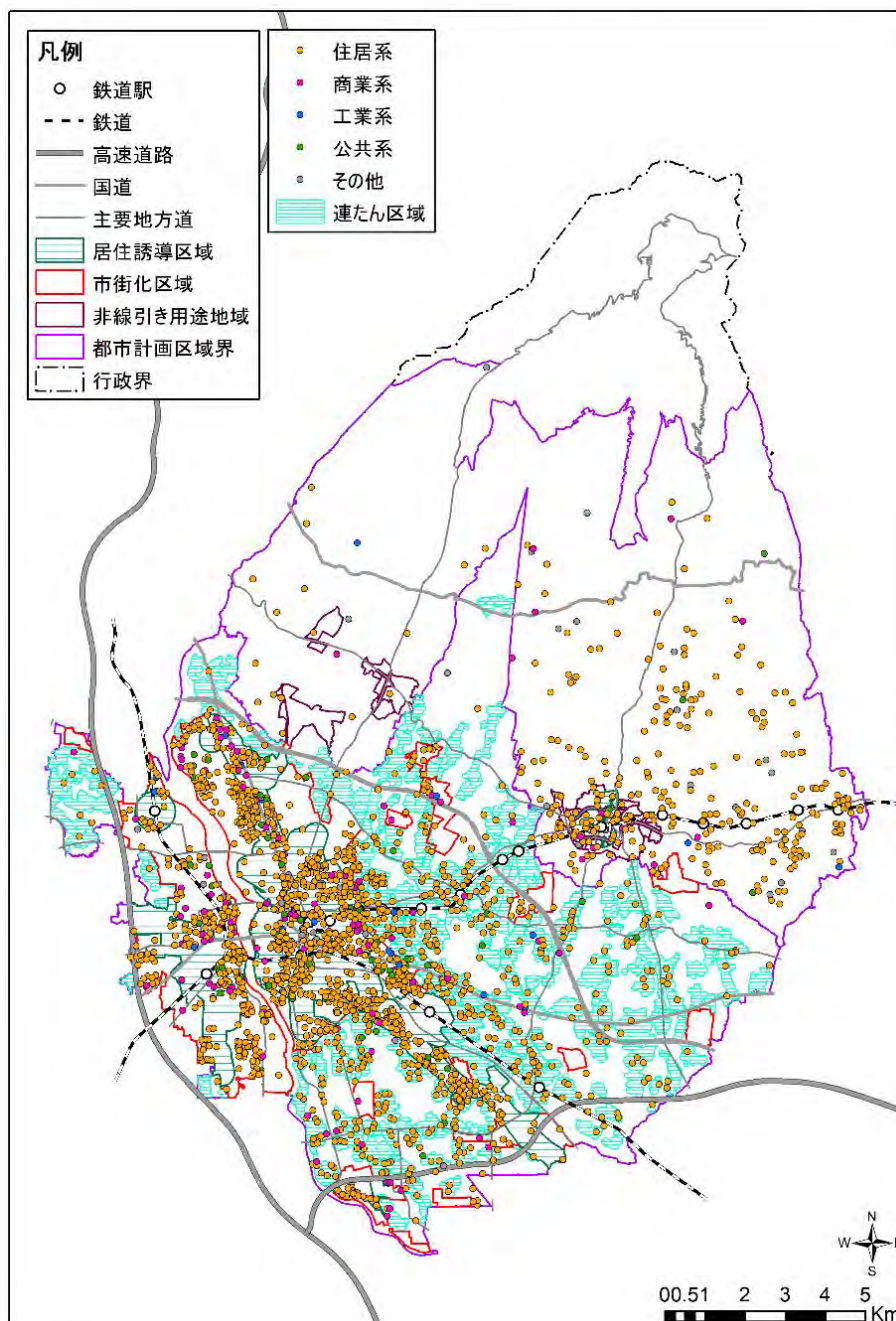 凡例
鉄道駅
鉄道
高速道路
国道
主要地方道
居住誘導区域
市街化区域
非線引き用途地域
都市計画区域界
行政界
住居系
商業系
工業系
公共系
その他
連たん区域
N
W
S
00.51 2 3 4 5
Km